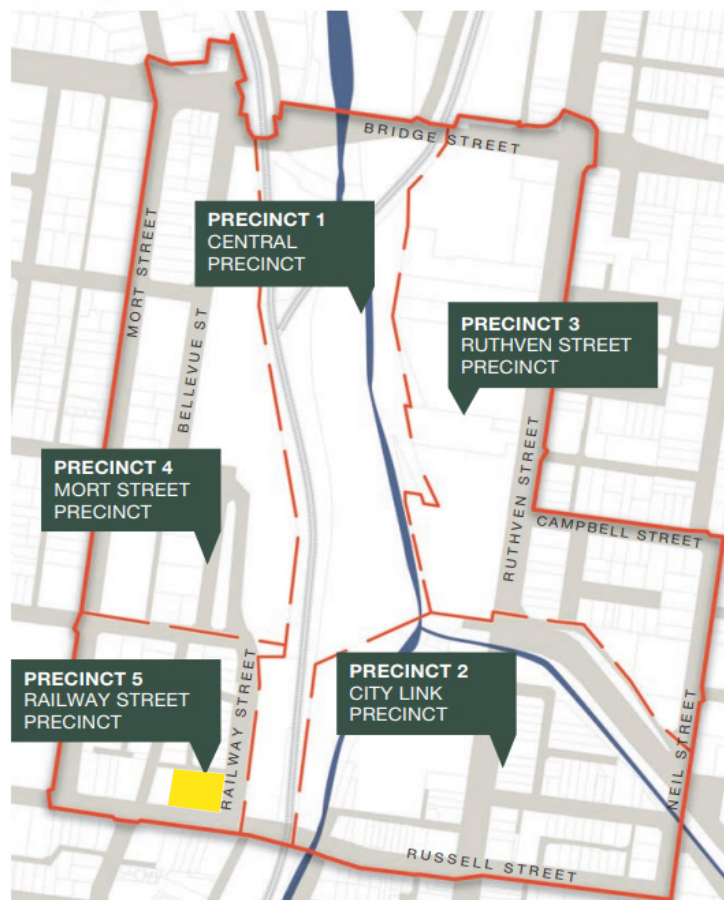 BRIDGE STREET
PRECINCT 1
CENTRAL
PRECINCT
MORT STREET
BELLEVUE ST
PRECINCT 3
RUTHVEN STREET
PRECINCT
PRECINCT 4
MORT STREET
PRECINCT
RUTHVEN STREET
CAMPBELL STREET
PRECINCT 5
RAILWAY STREET
PRECINCT
RAILWAY STREET
PRECINCT 2
CITY LINK
PRECINCT
NEIL STREET
RUSSELL STREET